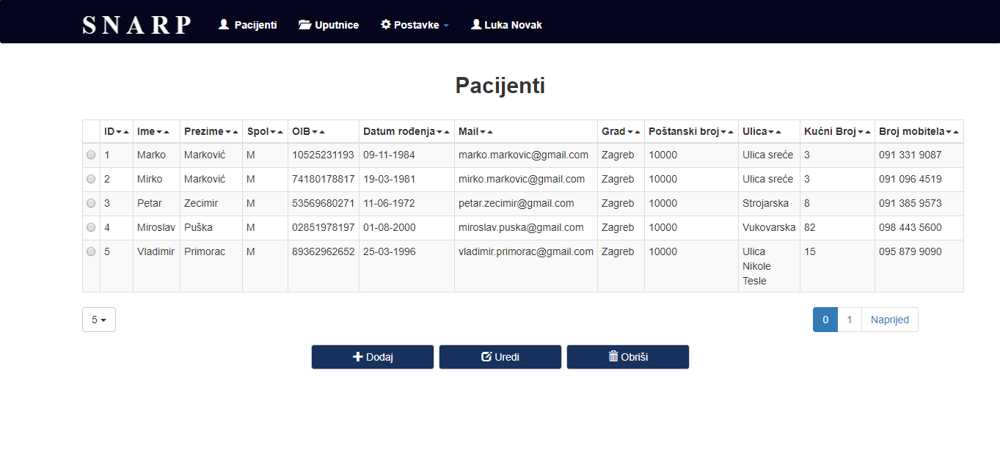 SNARP Pacijenti Uputnice Postavke Luka Novak
Pacijenti
ID Ime Prezime Spol OIB Datum rođenja Mail Grad Poštanski broj Ulica Kućni Broj Broj mobitela
1 Marko Marković M 10525231193 09-11-1984 marko.markovic@gmail.com Zagreb 10000 Ulica sreće 3 091 331 9087
2 Mirko Marković M 74180178817 19-03-1981 mirko.markovic@gmail.com Zagreb 10000 Ulica sreće 3 091 096 4519
3 Petar Zecimir M 53569680271 11-06-1972 petar.zecimir@gmail.com Zagreb 10000 Strojarska 8 091 385 9573
4 Miroslav Puška M 02851978197 01-08-2000 miroslav.puska@gmail.com Zagreb 10000 Vukovarska 82 098 443 5600
5 Vladimir Primorac M 89362962652 25-03-1996 vladimir.primorac@gmail.com Zagreb 10000 Ulica 15 095 879 9090
Nikole
Tesle
5 0 1 Naprijed
Dodaj Uredi Obriši